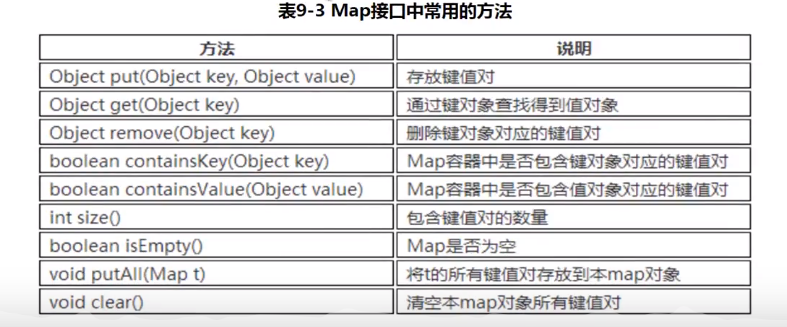 表9-3 Map接口中常用的方法
方法 说明
Object put(Object key, Object value) 存放键值对
Object get(Object key) 通过键对象查找得到值对象
Object remove(Object key) 删除键对象对应的键值对
boolean containsKey(Object key) Map容器中是否包含键对象对应的键值对
boolean containsValue(Object value) Map容器中是否包含值对象对应的键值对
int size() 包含键值对的数量
boolean isEmpty() Map是否为空
void putAll(Map t) 将t的所有键值对存放到本map对象
void clear() 清空本map对象所有键值对